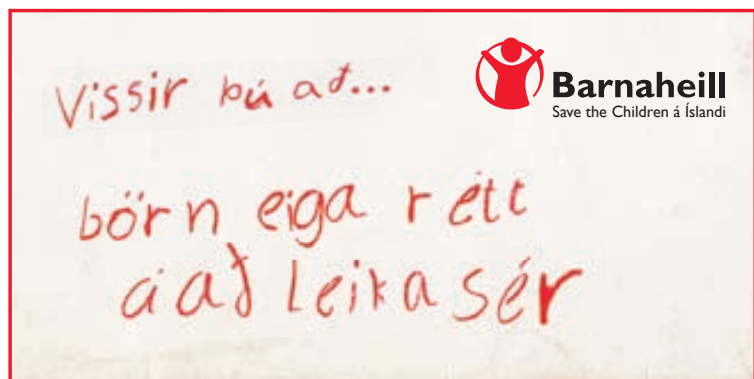 Vissir þú að...
Barnaheill
Save the Children á Íslandi
börn eiga rétt
á að leika sér